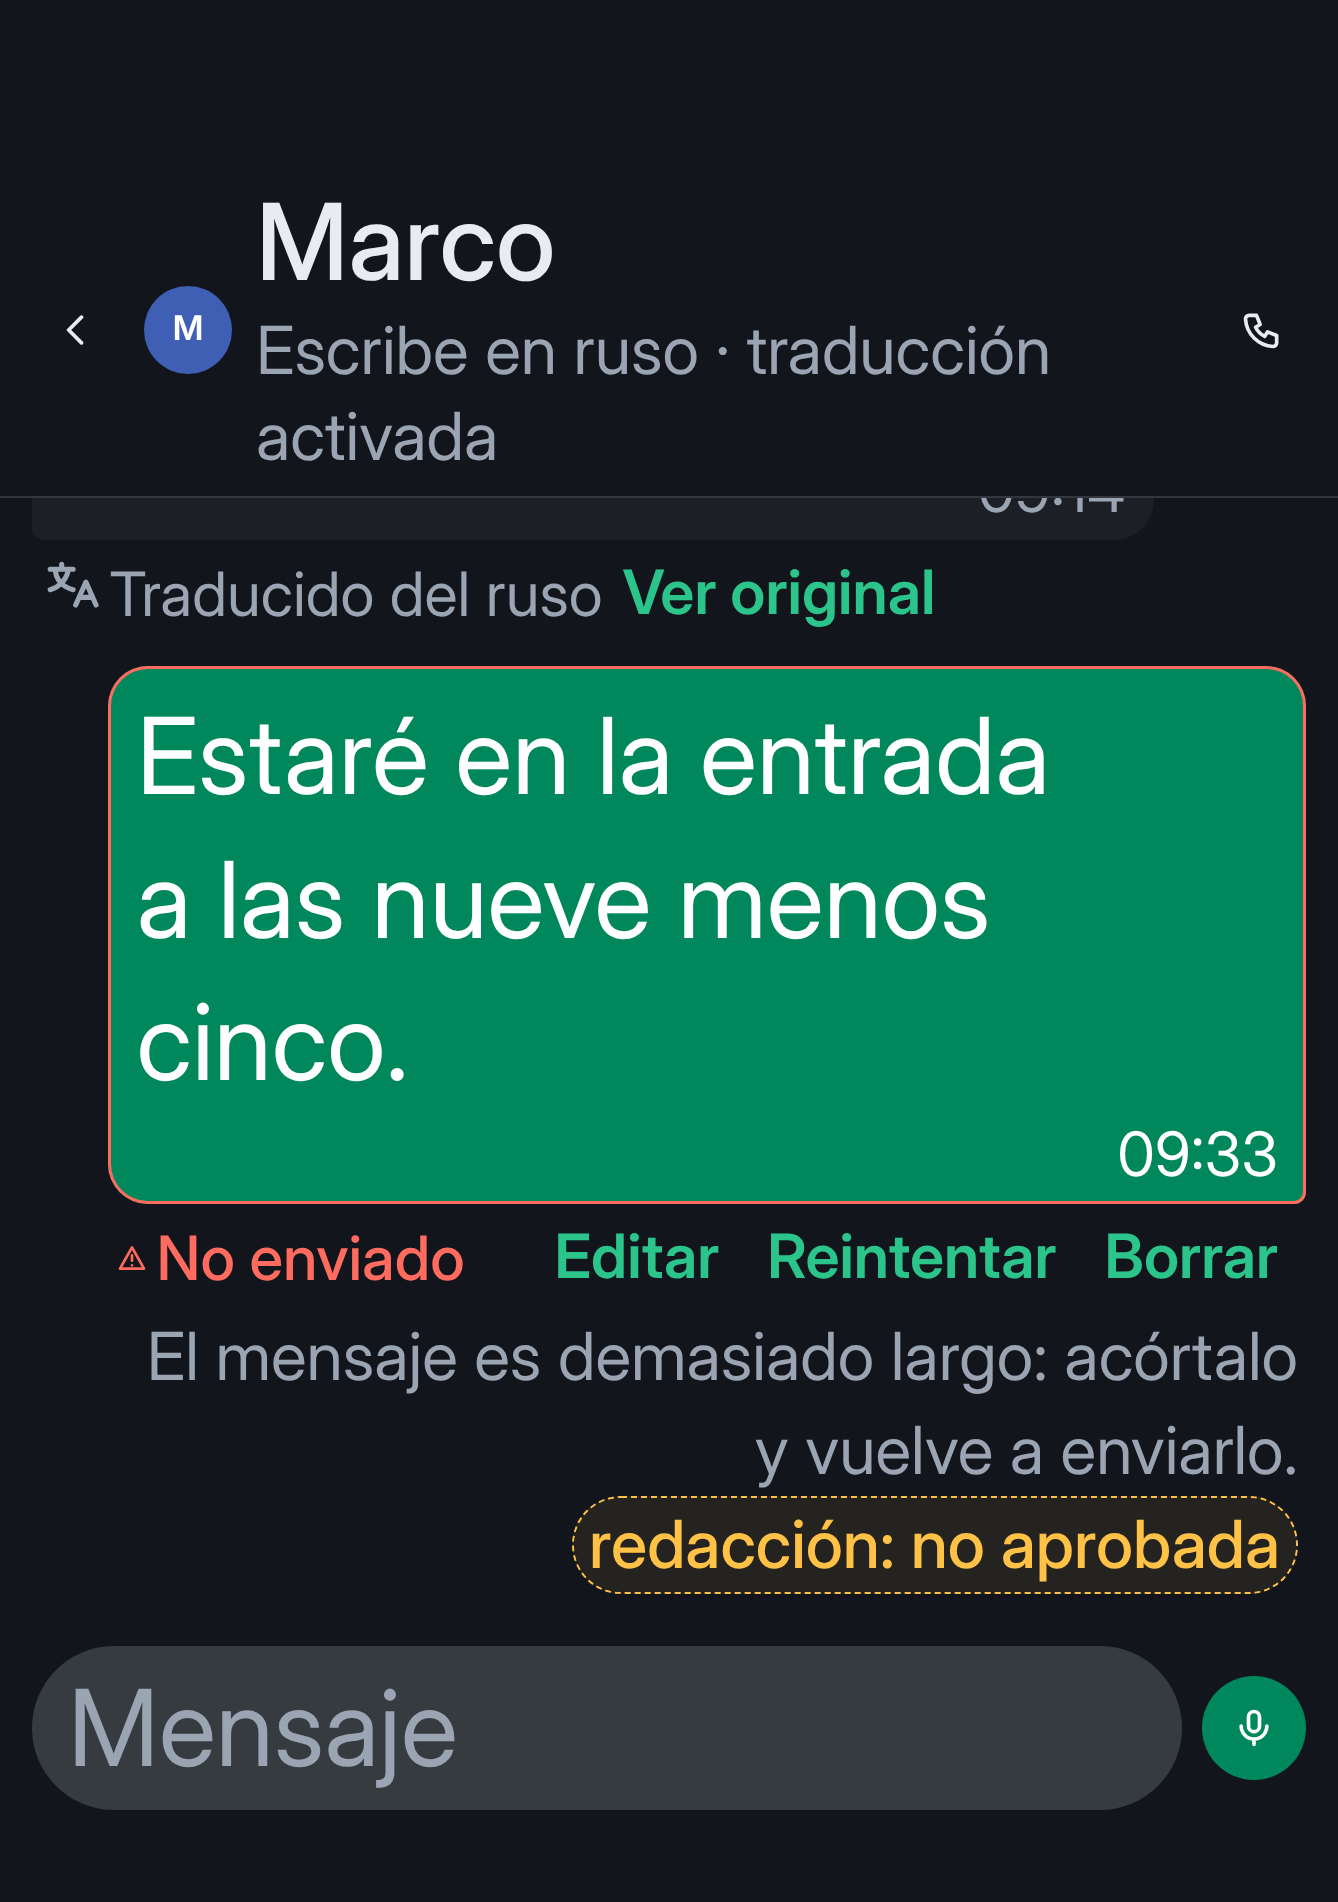 Marco
M
Escribe en ruso · traducción
activada
Traducido del ruso Ver original
Estaré en la entrada
a las nueve menos
cinco.
09:33
No enviado Editar Reintentar Borrar
El mensaje es demasiado largo: acórtalo
y vuelve a enviarlo.
redacción: no aprobada
Mensaje